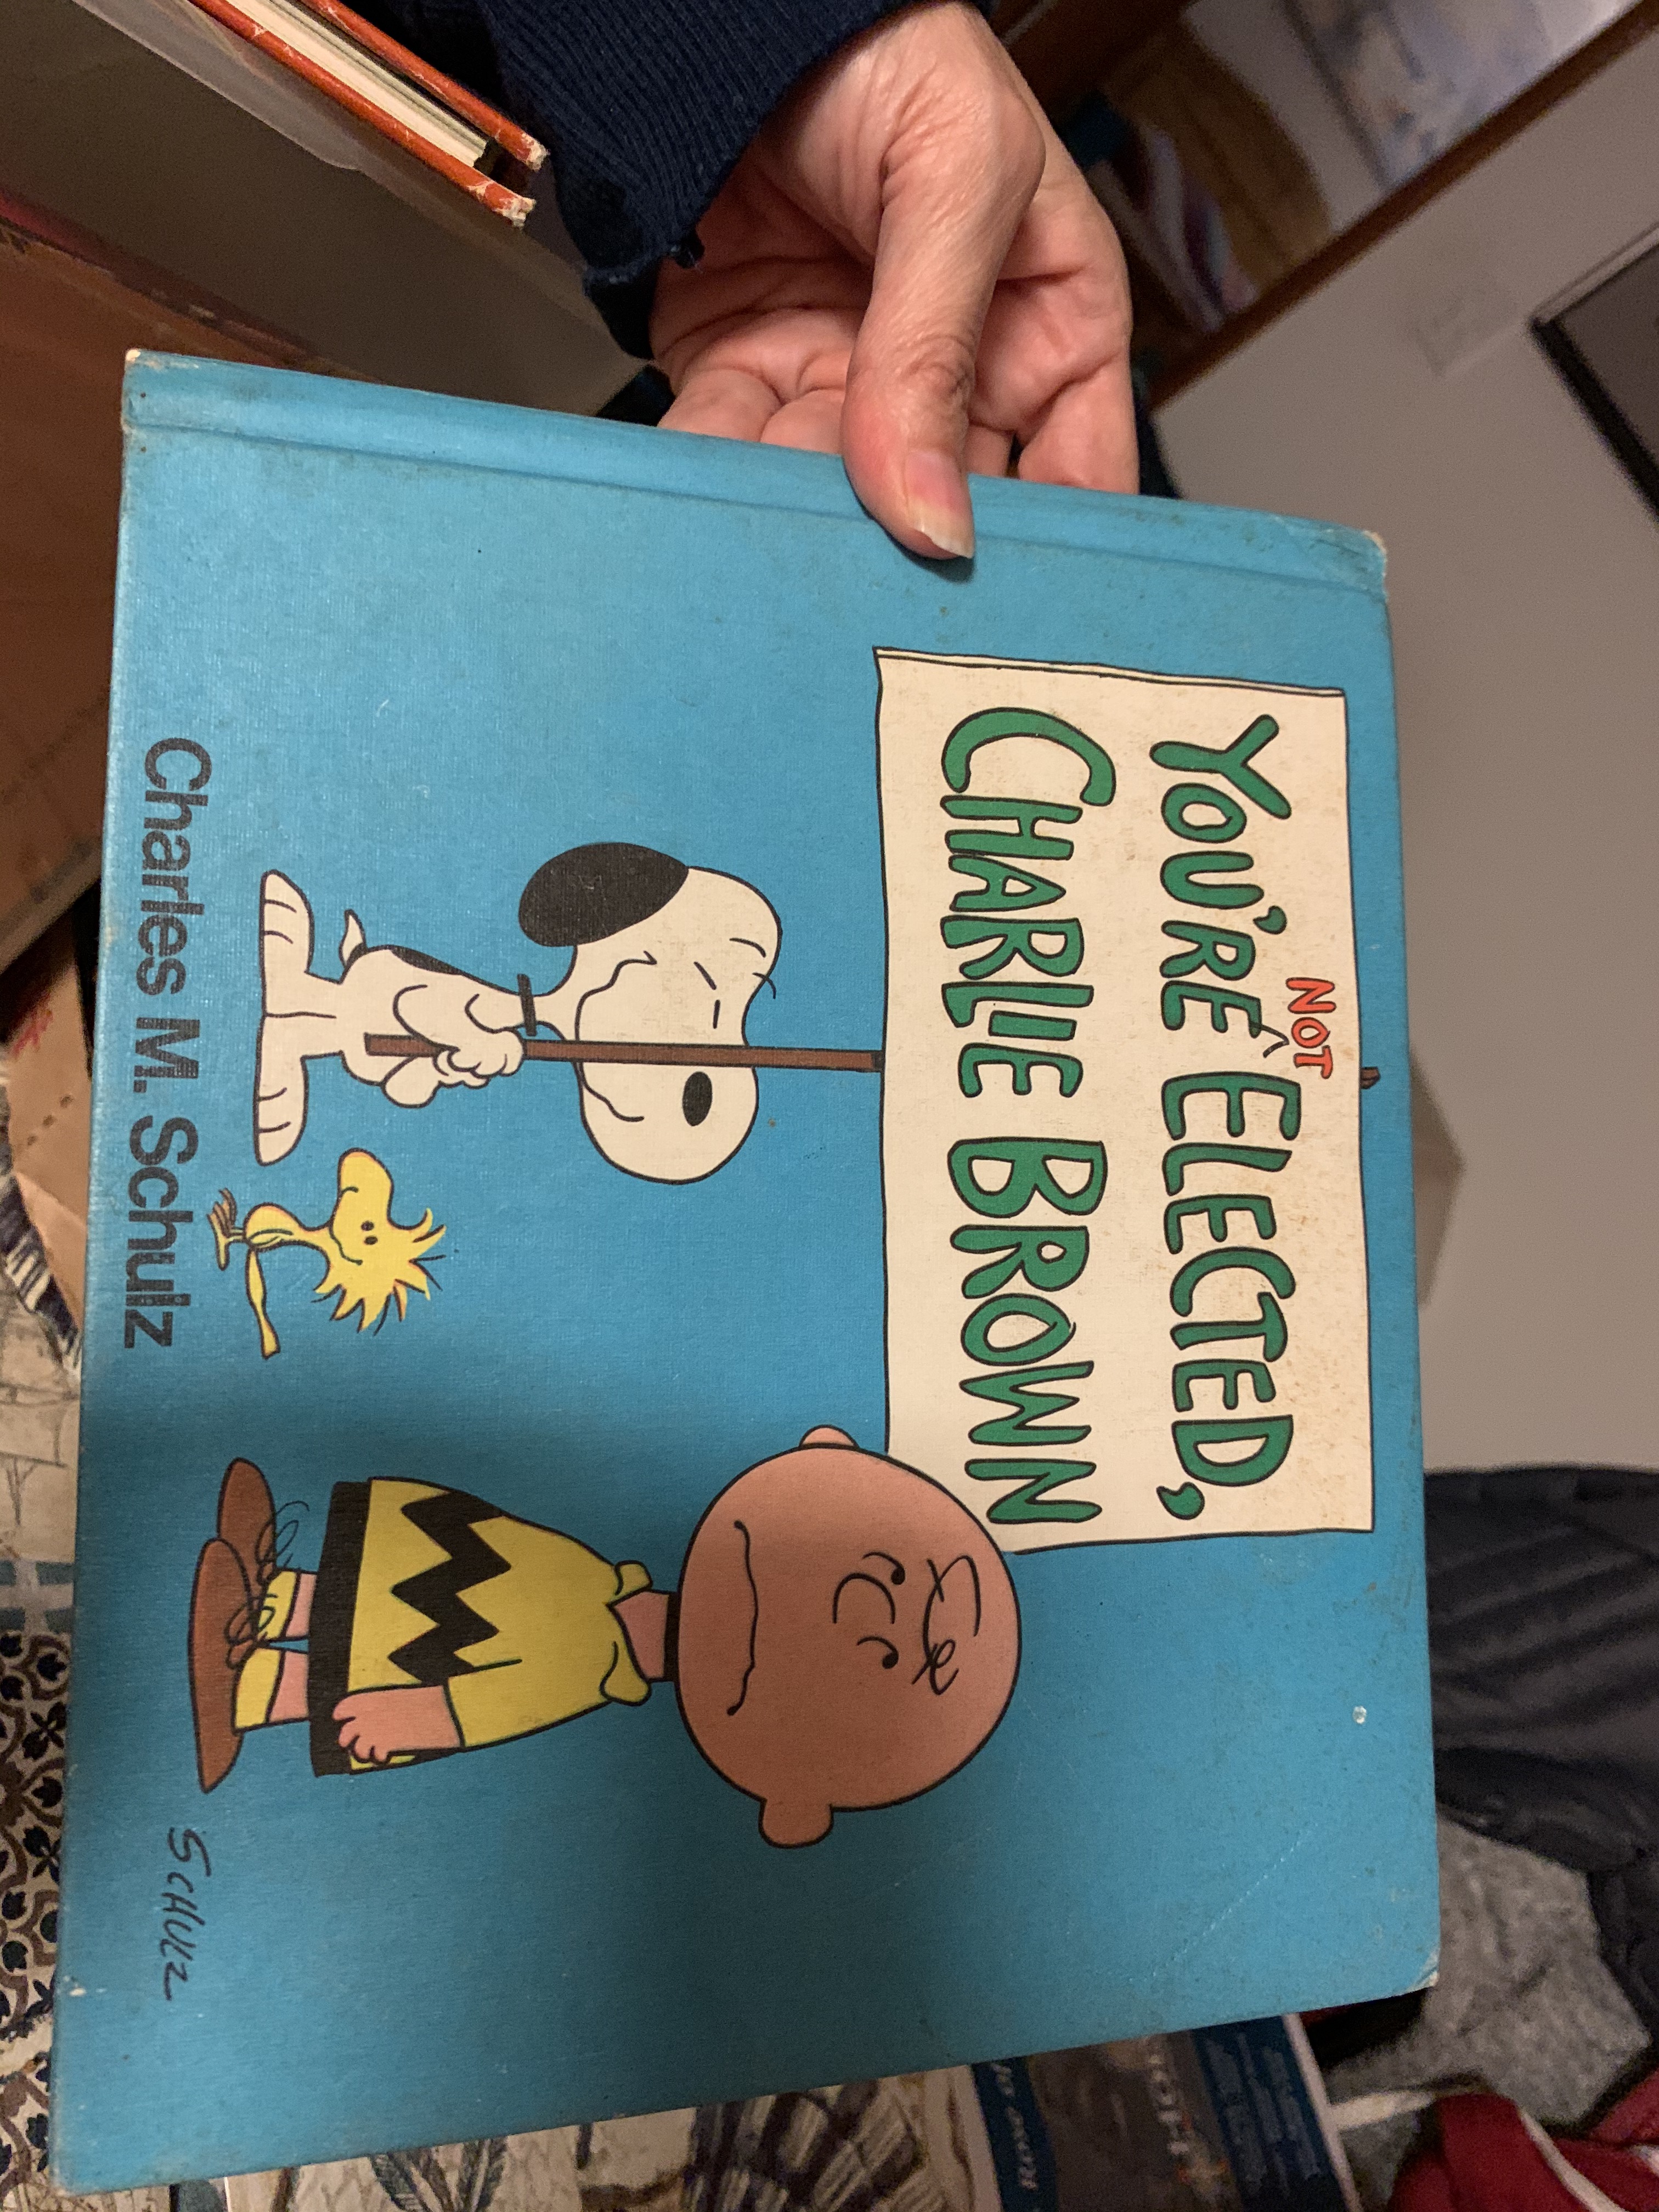 NOT
YOU'RE ELECTED,
CHARLIE BROWN
Charles M. Schulz
SCHULZ